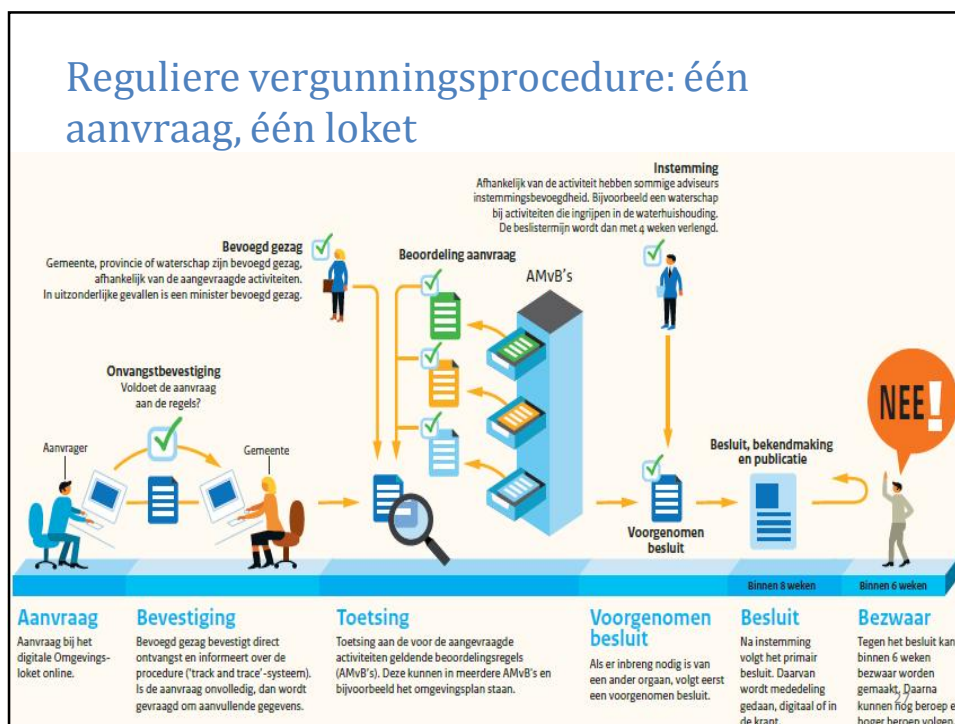 Reguliere vergunningsprocedure: één
aanvraag, één loket
Instemming
Afhankelijk van de activiteit hebben sommige adviseurs
instemmingsbevoegdheid. Bijvoorbeeld een waterschap
bij activiteiten die ingrijpen in de waterhuishouding.
De beslistermijn wordt dan met 4 weken verlengd.
Bevoegd gezag
Gemeente, provincie of waterschap zijn bevoegd gezag,
afhankelijk van de aangevraagde activiteiten.
In uitzonderlijke gevallen is een minister bevoegd gezag.
Beoordeling aanvraag
AMvB's
Onvangstbevestiging
Voldoet de aanvraag
aan de regels?
Aanvrager
Gemeente
NEE!
Besluit, bekendmaking
en publicatie
Voorgenomen
besluit
Binnen 8 weken
Binnen 6 weken
Aanvraag
Aanvraag bij het
digitale Omgevings-
loket online.
Bevestiging
Bevoegd gezag bevestigt direct
ontvangst en informeert over de
procedure ('track and trace'-systeem).
Is de aanvraag onvolledig, dan wordt
gevraagd om aanvullende gegevens.
Toetsing
Toetsing aan de voor de aangevraagde
activiteiten geldende beoordelingsregels
(AMvB's). Deze kunnen in meerdere AMvB's en
bijvoorbeeld het omgevingsplan staan.
Voorgenomen
besluit
Als er inbreng nodig is van
een ander orgaan, volgt eerst
een voorgenomen besluit.
Besluit
Na instemming
volgt het primair
besluit. Daarvan
wordt mededeling
gedaan, digitaal of in
de krant.
Bezwaar
Tegen het besluit kan
binnen 6 weken
bezwaar worden
gemaakt. Daarna
kunnen nog beroep e
hoger beroep volgen
27